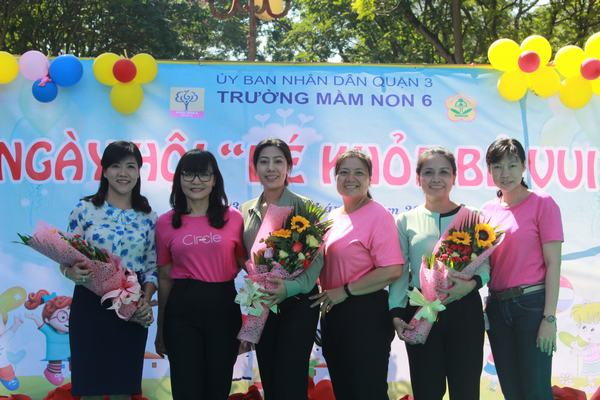 ỦY BAN NHÂN DÂN QUẬN 3
TRƯỜNG MẦM NON 6
NGÀY HỘI "BÉ KHỎE BÉ VUI
Circle